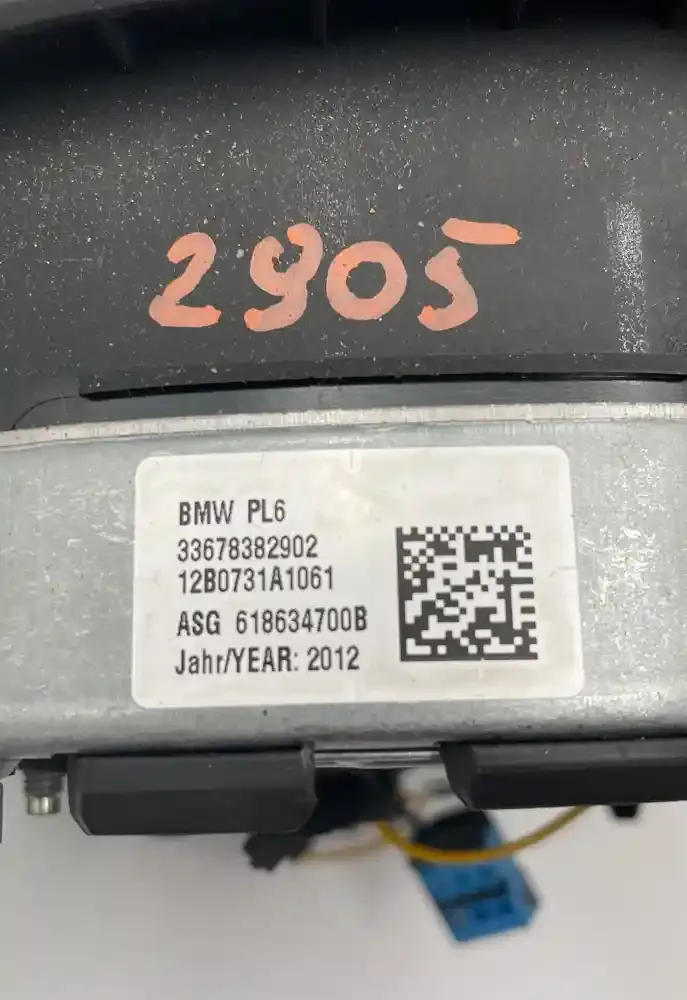 2905
BMW PL6
33678382902
12B0731A1061
ASG 618634700B
Jahr/YEAR: 2012